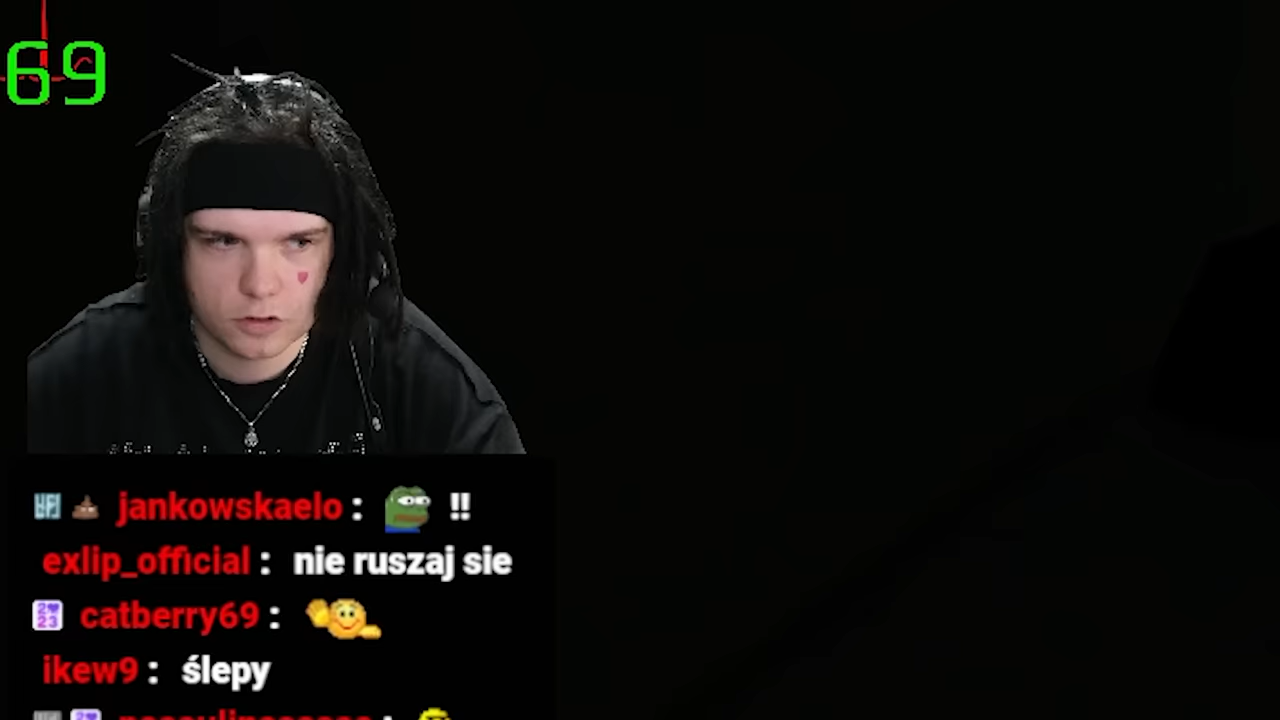 69
jankowskaelo : !!
exlip_official : nie ruszaj sie
catberry69 :
ikew9 : ślepy